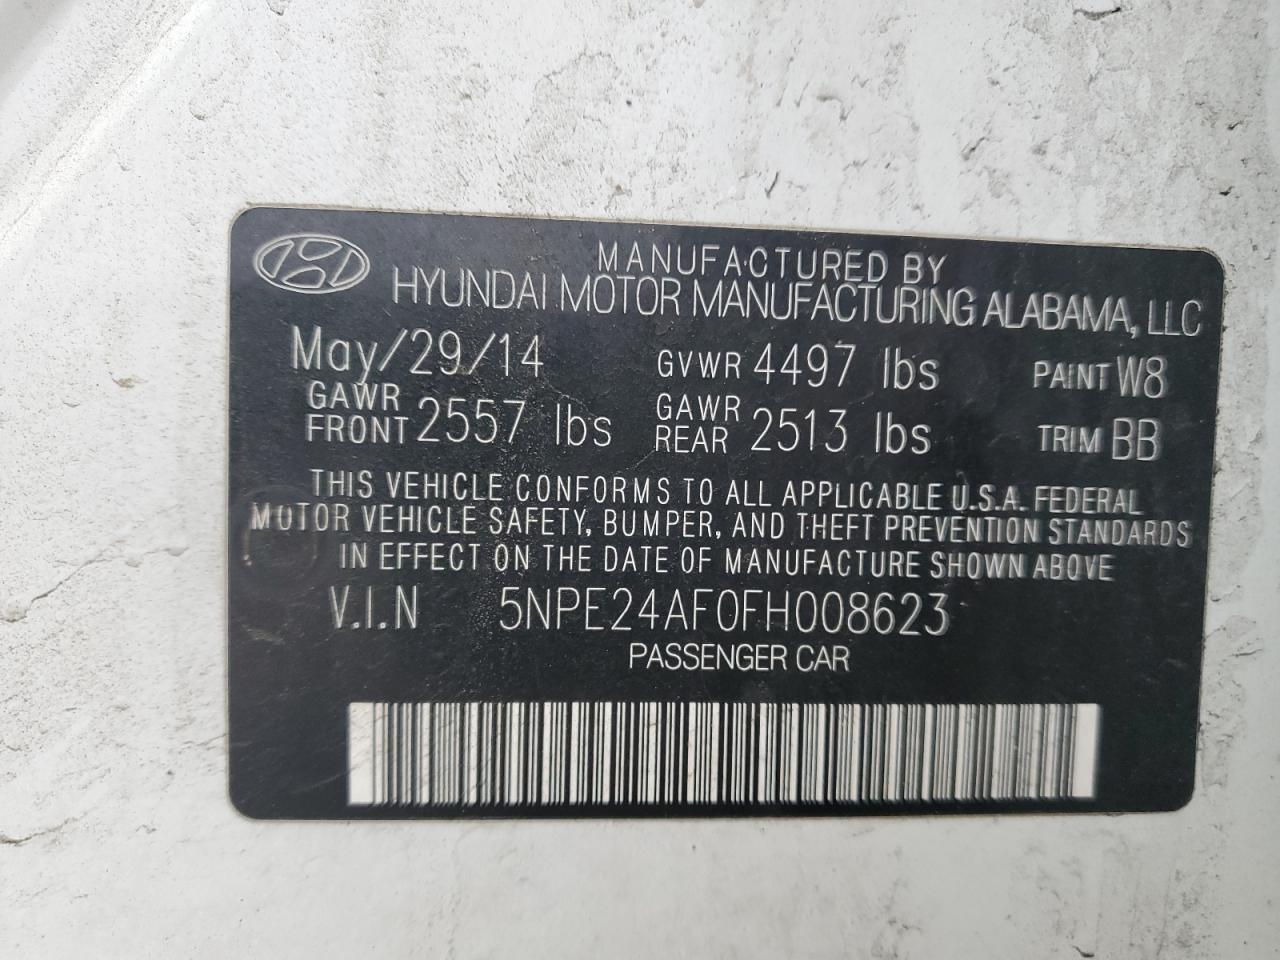 MANUFACTURED BY
HYUNDAI MOTOR MANUFACTURING ALABAMA, LLC
May/29/14 GVWR 4497 lbs PAINT W8
GAWR FRONT 2557 lbs GAWR REAR 2513 lbs TRIM BB
THIS VEHICLE CONFORMS TO ALL APPLICABLE U.S.A. FEDERAL
MOTOR VEHICLE SAFETY, BUMPER, AND THEFT PREVENTION STANDARDS
IN EFFECT ON THE DATE OF MANUFACTURE SHOWN ABOVE
V.I.N 5NPE24AF0FH008623
PASSENGER CAR